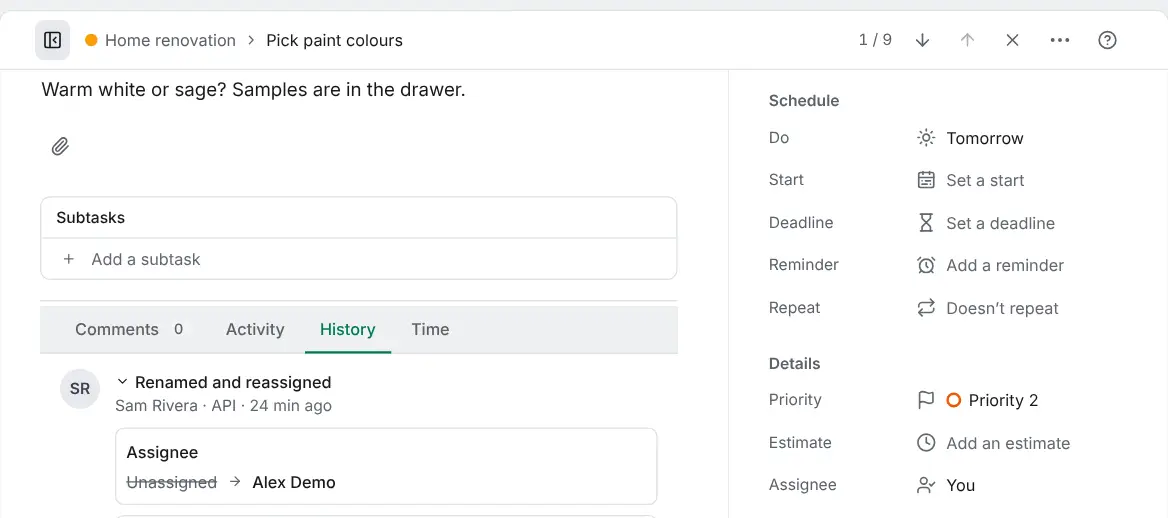 Home renovation > Pick paint colours
1 / 9
Warm white or sage? Samples are in the drawer.
Subtasks
+ Add a subtask
Comments 0 Activity History Time
SR
Renamed and reassigned
Sam Rivera · API · 24 min ago
Assignee
Unassigned → Alex Demo
Schedule
Do Tomorrow
Start Set a start
Deadline Set a deadline
Reminder Add a reminder
Repeat Doesn’t repeat
Details
Priority Priority 2
Estimate Add an estimate
Assignee You